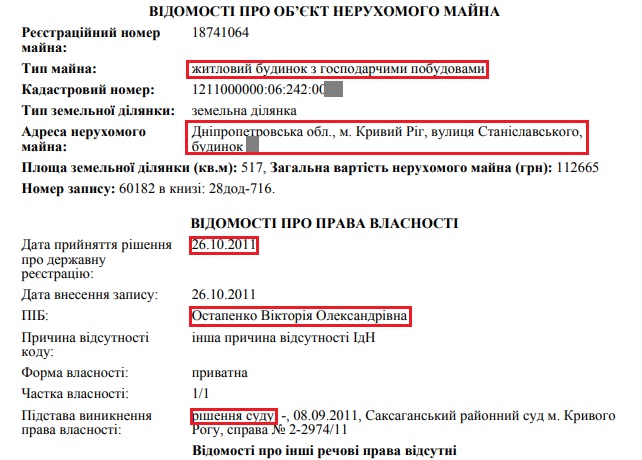 ВІДОМОСТІ ПРО ОБ’ЄКТ НЕРУХОМОГО МАЙНА
Реєстраційний номер майна: 18741064
Тип майна: житловий будинок з господарчими побудовами
Кадастровий номер: 1211000000:06:242:00
Тип земельної ділянки: земельна ділянка
Адреса нерухомого майна: Дніпропетровська обл., м. Кривий Ріг, вулиця Станіславського, будинок
Площа земельної ділянки (кв.м): 517, Загальна вартість нерухомого майна (грн): 112665
Номер запису: 60182 в книзі: 28дод-716.
ВІДОМОСТІ ПРО ПРАВА ВЛАСНОСТІ
Дата прийняття рішення про державну реєстрацію: 26.10.2011
Дата внесення запису: 26.10.2011
ПІБ: Остапенко Вікторія Олександрівна
Причина відсутності коду: інша причина відсутності ІдН
Форма власності: приватна
Частка власності: 1/1
Підстава виникнення права власності: рішення суду, -, 08.09.2011, Саксаганський районний суд м. Кривого Рогу, справа № 2-2974/11
Відомості про інші речові права відсутні